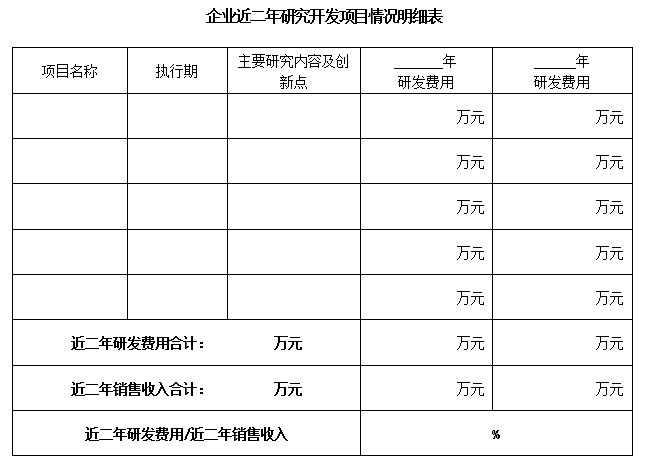 企业近二年研究开发项目情况明细表
项目名称 执行期 主要研究内容及创新点 ______年研发费用 ______年研发费用
万元 万元
万元 万元
万元 万元
万元 万元
万元 万元
近二年研发费用合计： 万元 万元 万元
近二年销售收入合计： 万元 万元 万元
近二年研发费用/近二年销售收入 %